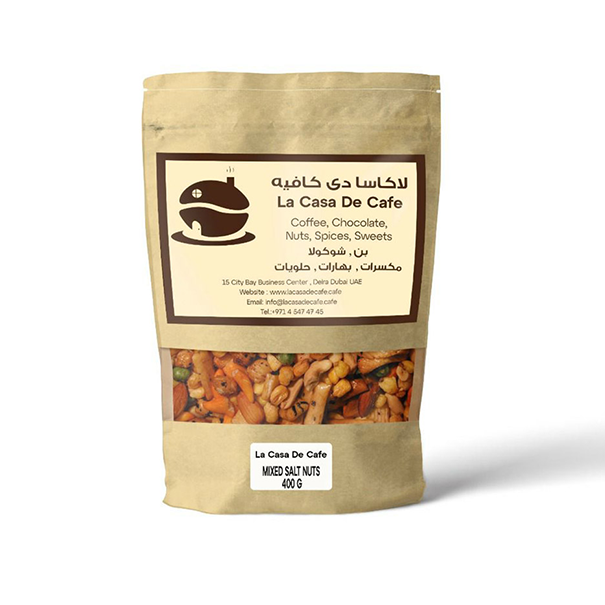 لاكاسا دى كافيه
La Casa De Cafe
Coffee, Chocolate,
Nuts, Spices, Sweets
بن , شوكولا
مكسرات , بهارات , حلويات
15 City Bay Business Center , Deira Dubai UAE
Website : www.lacasadecafe.cafe
Email: info@lacasadecafe.cafe
Tel.:+971 4 547 47 45
La Casa De Cafe
MIXED SALT NUTS
400 G